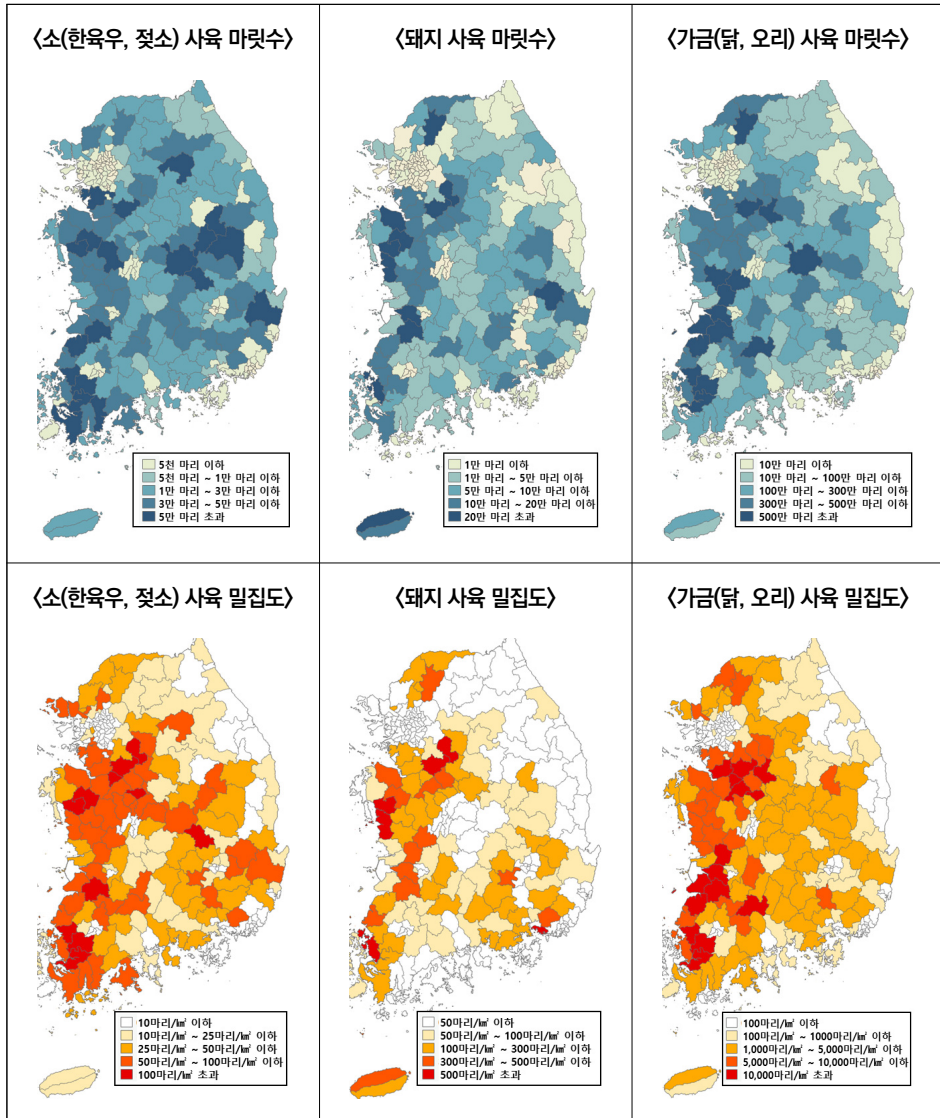 <소(한육우, 젖소) 사육 마릿수>
<돼지 사육 마릿수>
<가금(닭, 오리) 사육 마릿수>
5천 마리 이하
5천 마리 ~ 1만 마리 이하
1만 마리 ~ 3만 마리 이하
3만 마리 ~ 5만 마리 이하
5만 마리 초과
1만 마리 이하
1만 마리 ~ 5만 마리 이하
5만 마리 ~ 10만 마리 이하
10만 마리 ~ 20만 마리 이하
20만 마리 초과
10만 마리 이하
10만 마리 ~ 100만 마리 이하
100만 마리 ~ 300만 마리 이하
300만 마리 ~ 500만 마리 이하
500만 마리 초과
<소(한육우, 젖소) 사육 밀집도>
<돼지 사육 밀집도>
<가금(닭, 오리) 사육 밀집도>
10마리/㎢ 이하
10마리/㎢ ~ 25마리/㎢ 이하
25마리/㎢ ~ 50마리/㎢ 이하
50마리/㎢ ~ 100마리/㎢ 이하
100마리/㎢ 초과
50마리/㎢ 이하
50마리/㎢ ~ 100마리/㎢ 이하
100마리/㎢ ~ 300마리/㎢ 이하
300마리/㎢ ~ 500마리/㎢ 이하
500마리/㎢ 초과
100마리/㎢ 이하
100마리/㎢ ~ 1000마리/㎢ 이하
1,000마리/㎢ ~ 5,000마리/㎢ 이하
5,000마리/㎢ ~ 10,000마리/㎢ 이하
10,000마리/㎢ 초과